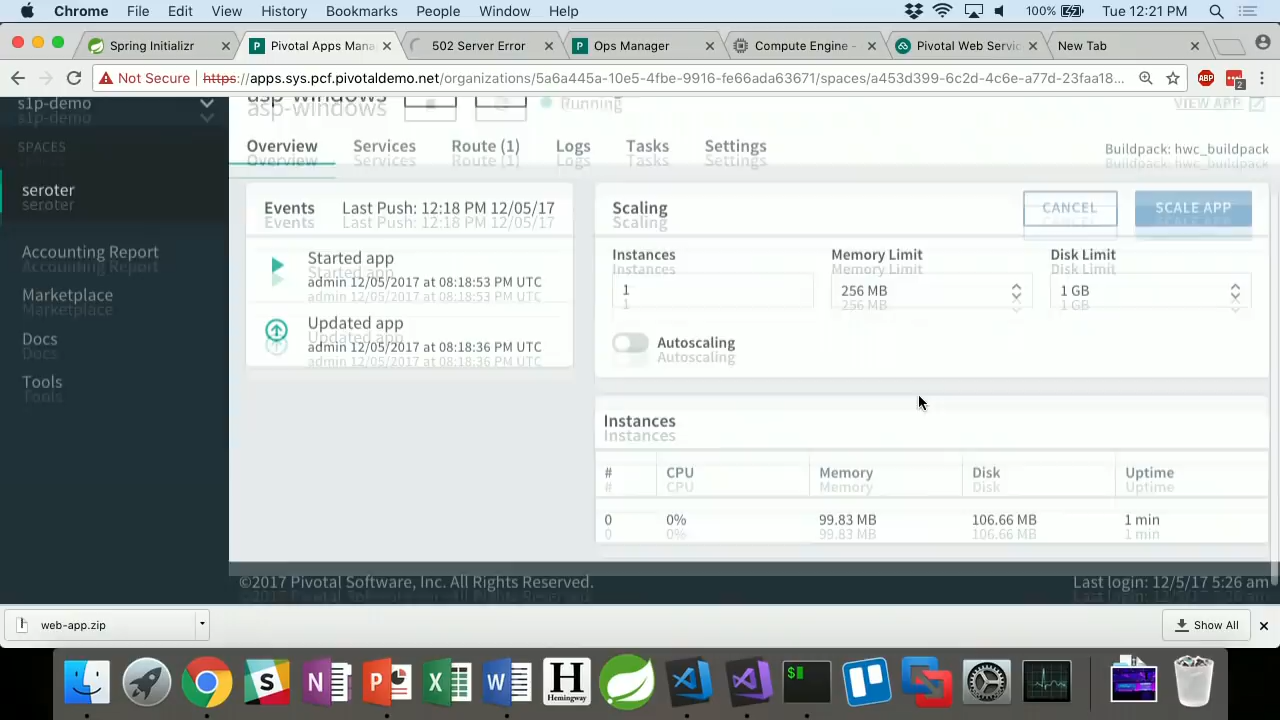 Chrome File Edit View History Bookmarks People Window Help 100% Tue 12:21 PM
Spring Initializr Pivotal Apps Mana 502 Server Error Ops Manager Compute Engine - Pivotal Web Servic New Tab
Not Secure https://apps.sys.pcf.pivotaldemo.net/organizations/5a6a445a-10e5-4fbe-9916-fe66ada63671/spaces/a453d399-6c2d-4c6e-a77d-23faa18... ABP 2
s1p-demo asp-windows Running VIEW APP
SPACES
seroter
Accounting Report
Marketplace
Docs
Tools
Overview Services Route (1) Logs Tasks Settings Buildpack: hwc_buildpack
Events Last Push: 12:18 PM 12/05/17
Started app
admin 12/05/2017 at 08:18:53 PM UTC
Updated app
admin 12/05/2017 at 08:18:36 PM UTC
Scaling CANCEL SCALE APP
Instances Memory Limit Disk Limit
1 256 MB 1 GB
Autoscaling
Instances
# CPU Memory Disk Uptime
0 0% 99.83 MB 106.66 MB 1 min
©2017 Pivotal Software, Inc. All Rights Reserved. Last login: 12/5/17 5:26 am
web-app.zip Show All
S N P X W H $
Hemingway